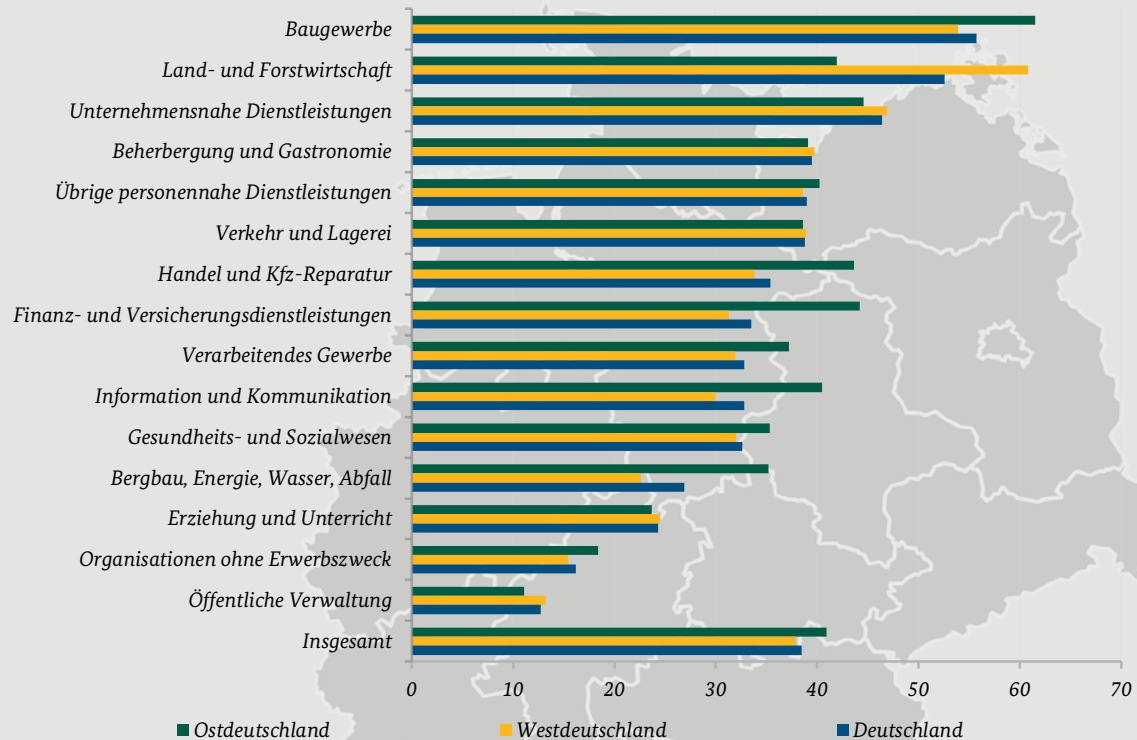 Baugewerbe
Land- und Forstwirtschaft
Unternehmensnahe Dienstleistungen
Beherbergung und Gastronomie
Übrige personennahe Dienstleistungen
Verkehr und Lagerei
Handel und Kfz-Reparatur
Finanz- und Versicherungsdienstleistungen
Verarbeitendes Gewerbe
Information und Kommunikation
Gesundheits- und Sozialwesen
Bergbau, Energie, Wasser, Abfall
Erziehung und Unterricht
Organisationen ohne Erwerbszweck
Öffentliche Verwaltung
Insgesamt
0 10 20 30 40 50 60 70
Ostdeutschland Westdeutschland Deutschland